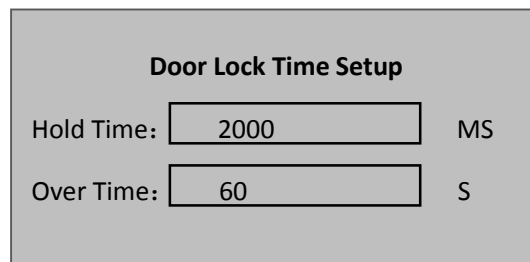 Door Lock Time Setup
Hold Time： 2000 MS
Over Time： 60 S